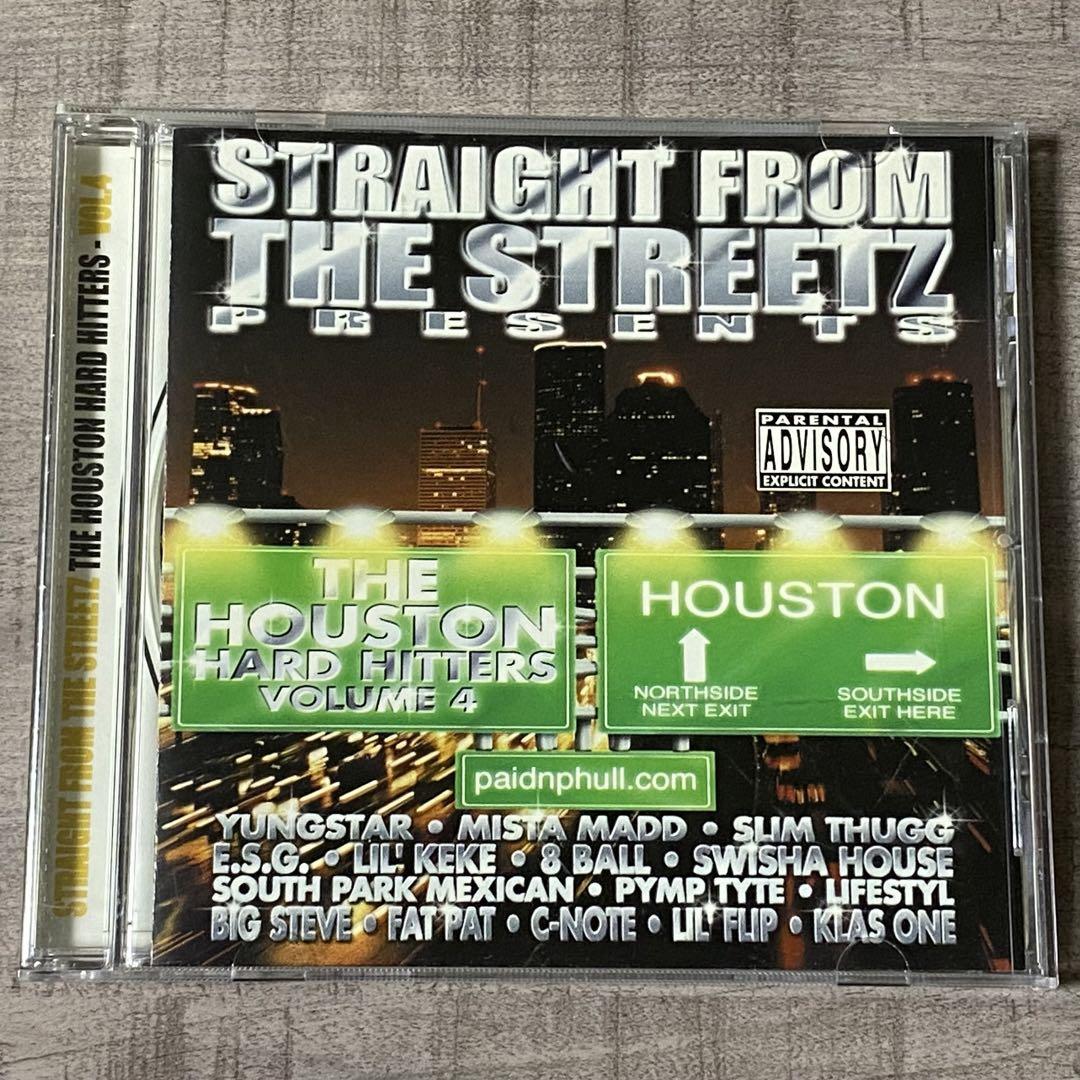 STRAIGHT FROM THE STREETZ THE HOUSTON HARD HITTERS - VOL.4
STRAIGHT FROM
THE STREETZ
PRESENTS
PARENTAL
ADVISORY
EXPLICIT CONTENT
THE
HOUSTON
HARD HITTERS
VOLUME 4
HOUSTON
NORTHSIDE
NEXT EXIT
SOUTHSIDE
EXIT HERE
paidnphull.com
YUNGSTAR • MISTA MADD • SLIM THUGG
E.S.G. • LIL' KEKE • 8 BALL • SWISHA HOUSE
SOUTH PARK MEXICAN • PYMP TYTE • LIFESTYL
BIG STEVE • FAT PAT • C-NOTE • LIL' FLIP • KLAS ONE